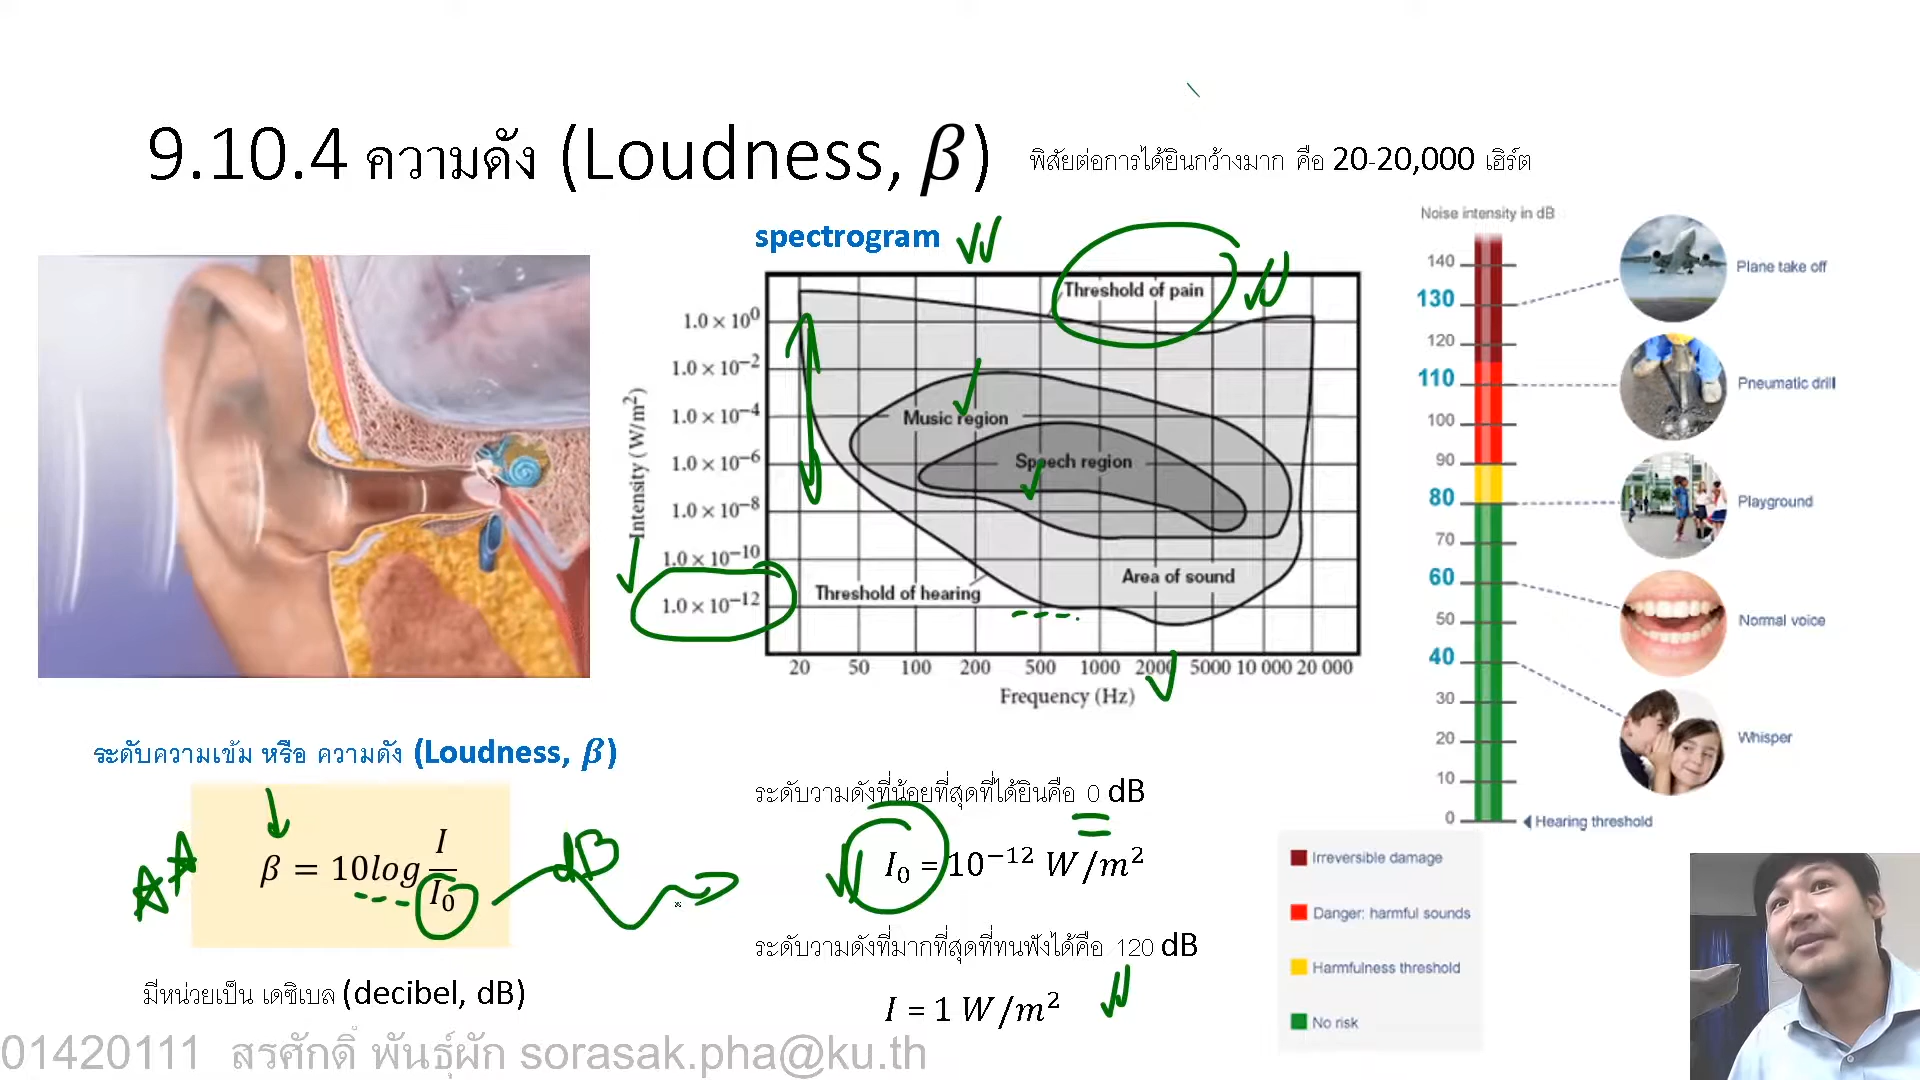 9.10.4 ความดัง (Loudness, β)
พิสัยต่อการได้ยินกว้างมาก คือ 20-20,000 เฮิร์ต
spectrogram
Threshold of pain
1.0 × 10⁰
1.0 × 10⁻²
1.0 × 10⁻⁴
1.0 × 10⁻⁶
1.0 × 10⁻⁸
1.0 × 10⁻¹⁰
1.0 × 10⁻¹²
Intensity (W/m²)
Music region
Speech region
Area of sound
Threshold of hearing
20 50 100 200 500 1000 2000 5000 10 000 20 000
Frequency (Hz)
Noise intensity in dB
140
130
120
110
100
90
80
70
60
50
40
30
20
10
0
Plane take off
Pneumatic drill
Playground
Normal voice
Whisper
Hearing threshold
ระดับความเข้ม หรือ ความดัง (Loudness, β)
β = 10log I/I₀
dB
มีหน่วยเป็น เดซิเบล (decibel, dB)
ระดับวามดังที่น้อยที่สุดที่ได้ยินคือ 0 dB
I₀ = 10⁻¹² W/m²
ระดับวามดังที่มากที่สุดที่ทนฟังได้คือ 120 dB
I = 1 W/m²
Irreversible damage
Danger: harmful sounds
Harmfulness threshold
No risk
01420111 สรศักดิ์ พันธุ์ผัก sorasak.pha@ku.th